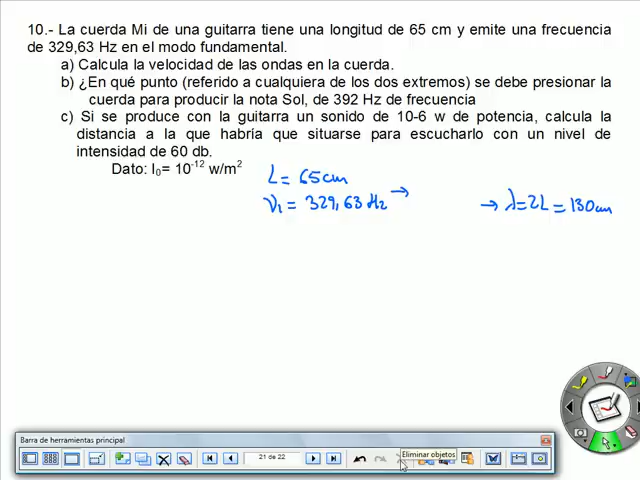 10.- La cuerda Mi de una guitarra tiene una longitud de 65 cm y emite una frecuencia
de 329,63 Hz en el modo fundamental.
a) Calcula la velocidad de las ondas en la cuerda.
b) ¿En qué punto (referido a cualquiera de los dos extremos) se debe presionar la
cuerda para producir la nota Sol, de 392 Hz de frecuencia
c) Si se produce con la guitarra un sonido de 10-6 w de potencia, calcula la
distancia a la que habría que situarse para escucharlo con un nivel de
intensidad de 60 db.
Dato: I₀= 10⁻¹² w/m²
L = 65cm
ν₁ = 329,63 Hz →
→ λ=2L = 130cm
Barra de herramientas principal
Eliminar objetos
21 de 22